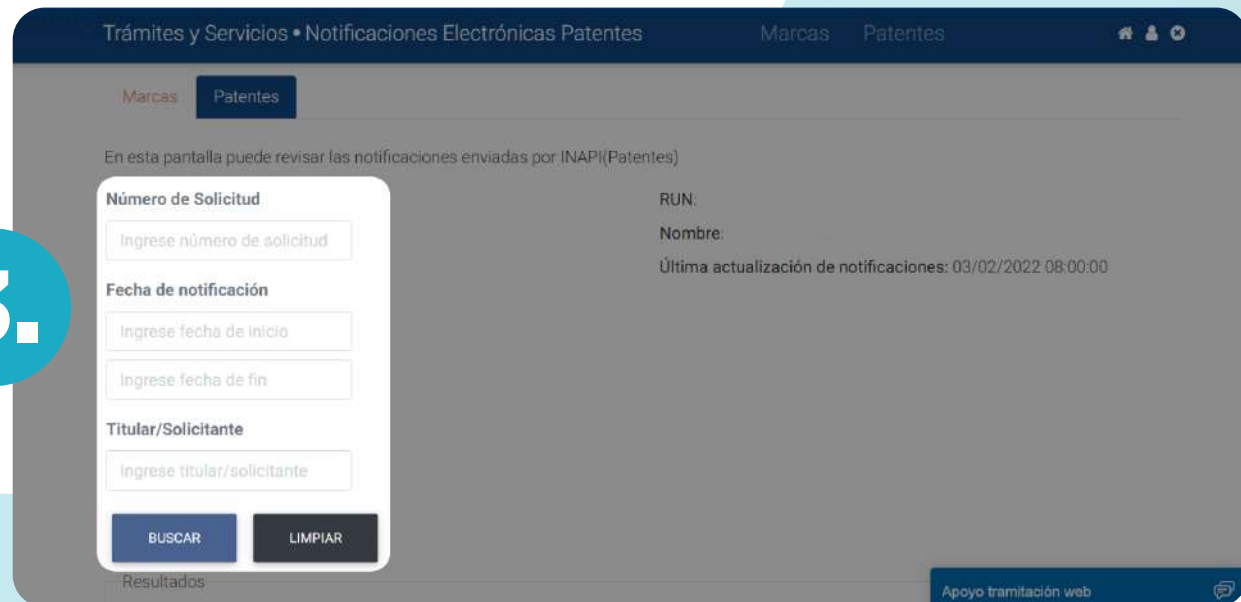 Trámites y Servicios • Notificaciones Electrónicas Patentes Marcas Patentes
Marcas Patentes
En esta pantalla puede revisar las notificaciones enviadas por INAPI(Patentes)
Número de Solicitud
Ingrese número de solicitud
Fecha de notificación
Ingrese fecha de inicio
Ingrese fecha de fin
Titular/Solicitante
Ingrese titular/solicitante
BUSCAR LIMPIAR
RUN:
Nombre:
Última actualización de notificaciones: 03/02/2022 08:00:00
Resultados
Apoyo tramitación web